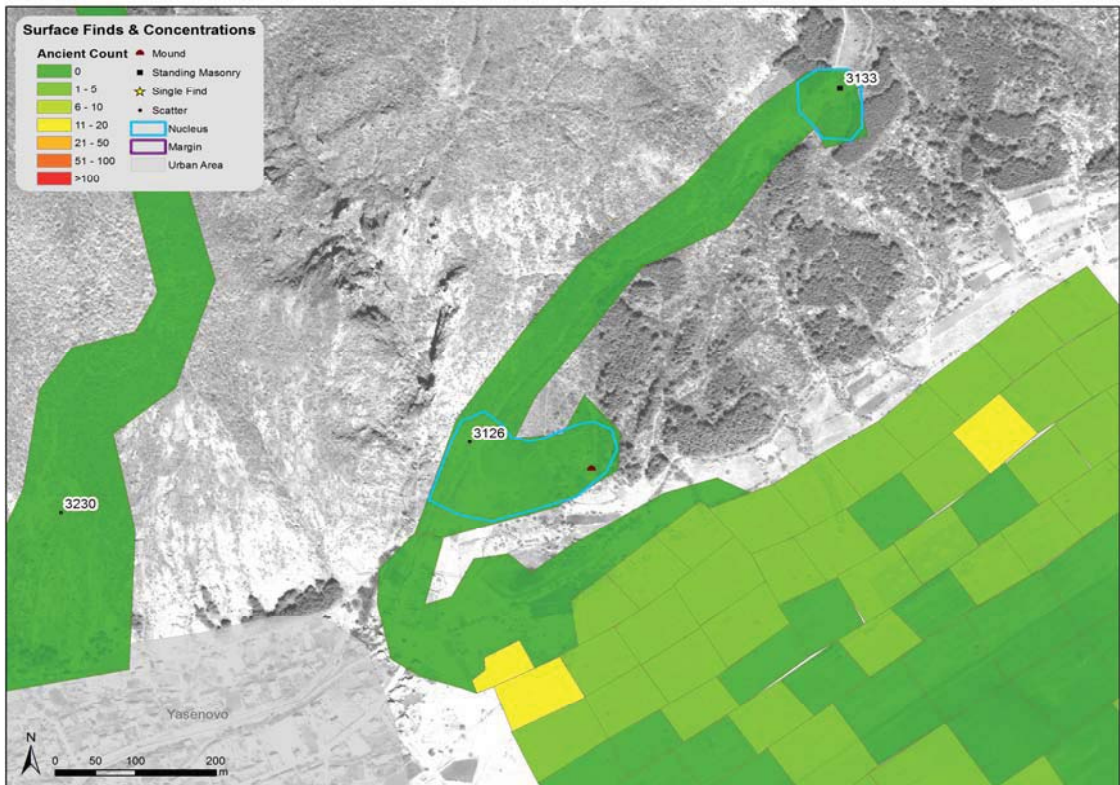 Surface Finds & Concentrations
Ancient Count
0
1 - 5
6 - 10
11 - 20
21 - 50
51 - 100
>100
Mound
Standing Masonry
Single Find
Scatter
Nucleus
Margin
Urban Area
3133
3126
3230
Yasenovo
N
0 50 100 200
m